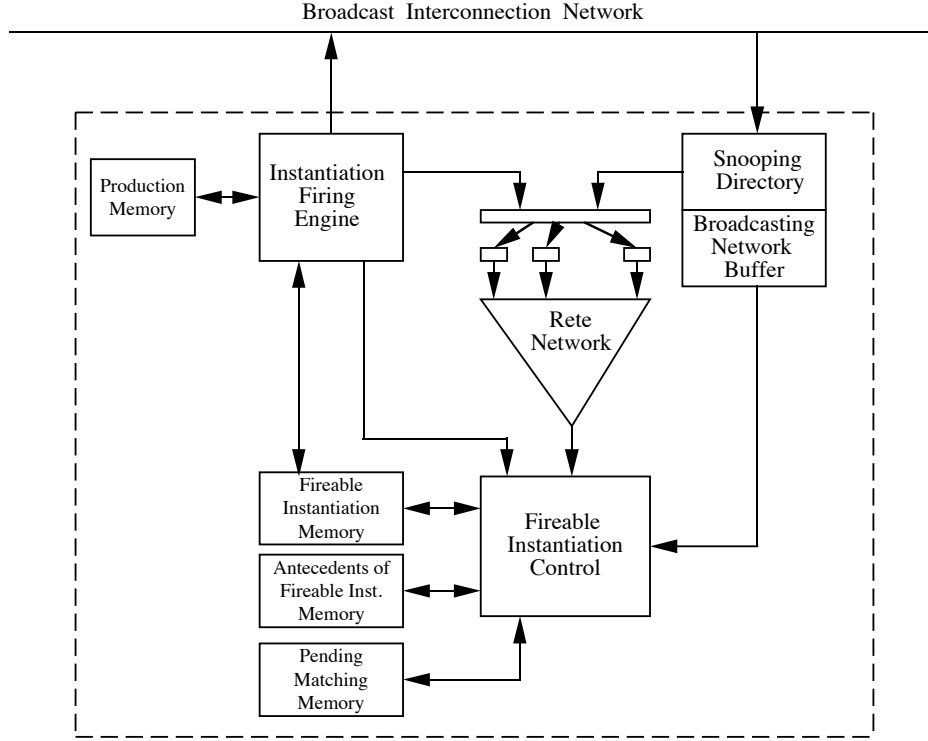 Broadcast Interconnection Network
Production
Memory
Instantiation
Firing
Engine
Snooping
Directory
Broadcasting
Network
Buffer
Rete
Network
Fireable
Instantiation
Memory
Fireable
Instantiation
Control
Antecedents of
Fireable Inst.
Memory
Pending
Matching
Memory